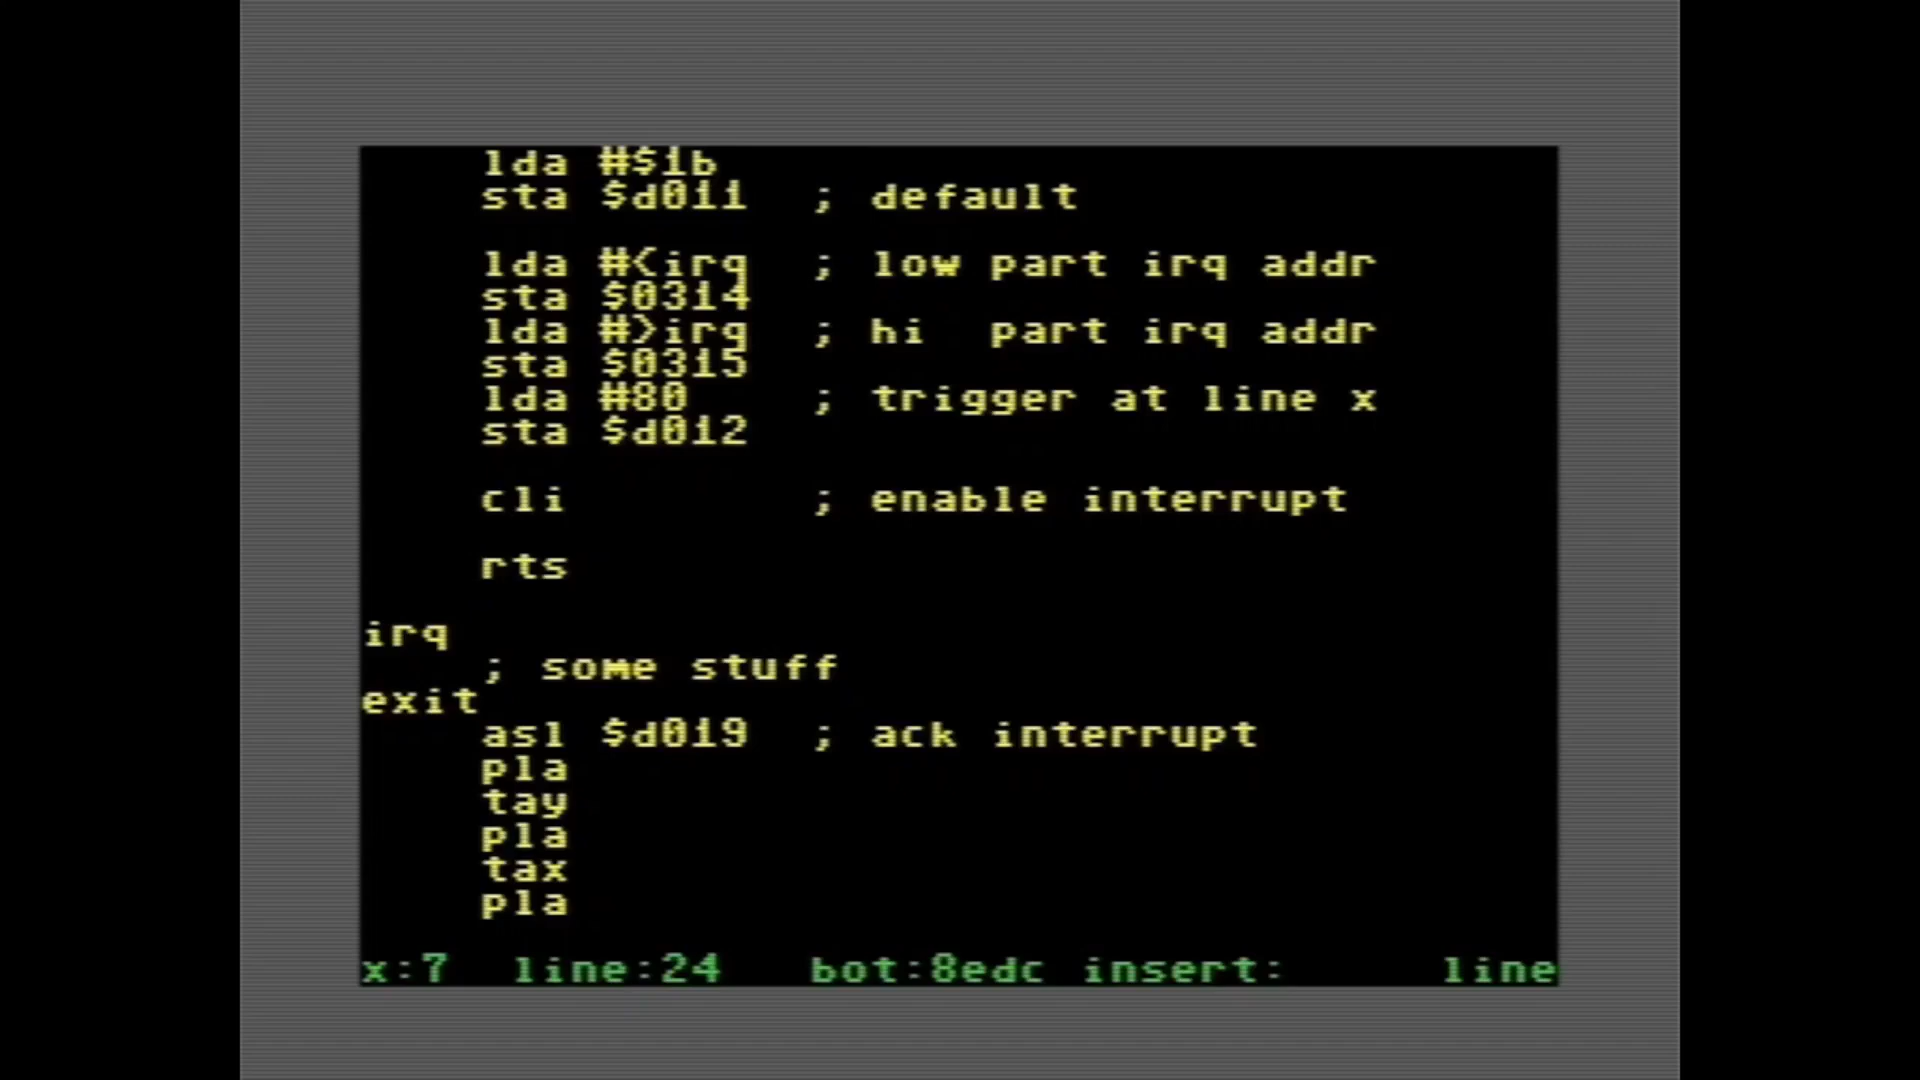 lda #$1b
sta $d011 ; default
lda #<irq ; low part irq addr
sta $0314
lda #>irq ; hi part irq addr
sta $0315
lda #80 ; trigger at line x
sta $d012
cli ; enable interrupt
rts
irq
; some stuff
exit
asl $d019 ; ack interrupt
pla
tay
pla
tax
pla
x:7 line:24 bot:8edc insert: line